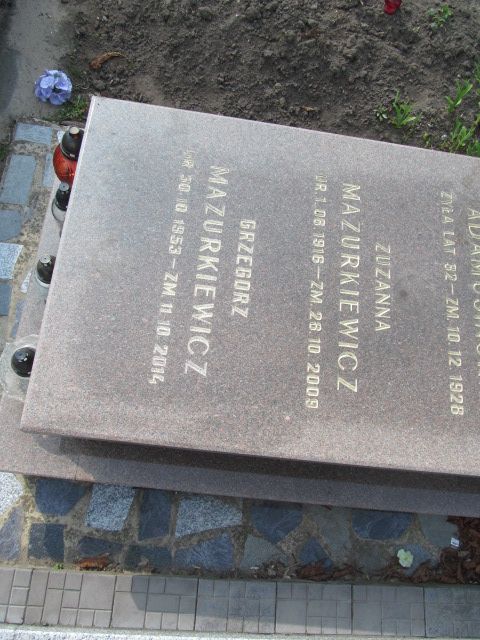 ŻYŁA LAT 82 — ZM. 10.12 1928
ZUZANNA
MAZURKIEWICZ
UR 1.08 1916 — ZM 28.10.2009
GRZEGORZ
MAZURKIEWICZ
UR 30.10 1953 — ZM 11.10 2014